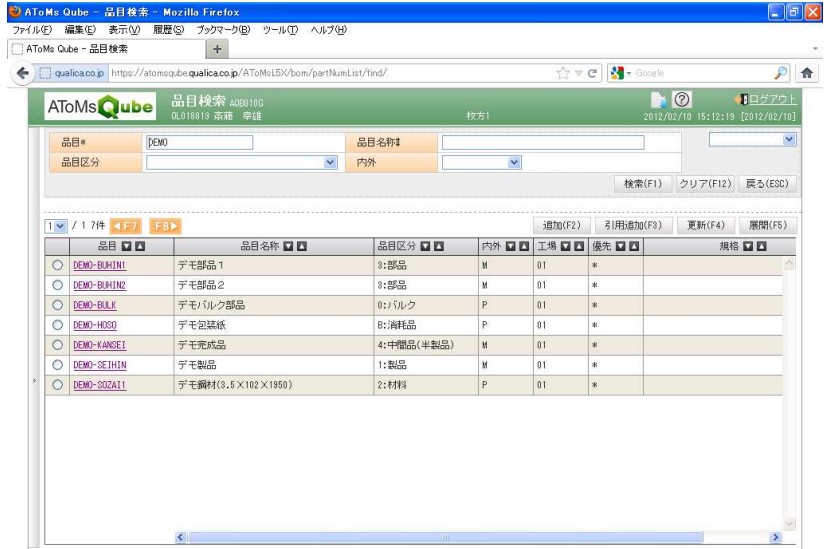 AToMs Qube - 品目検索 - Mozilla Firefox
ファイル(F) 編集(E) 表示(V) 履歴(S) ブックマーク(B) ツール(T) ヘルプ(H)
AToMs Qube - 品目検索 +
qualica.co.jp https://atomsqube.qualica.co.jp/AToMsL5X/bom/partNumList/find/ Google
AToMs Qube 品目検索 A0B010G ? ログアウト
OL018819 斎藤 幸雄 枚方1 2012/02/10 15:12:19 [2012/02/10]
品目* DEMO 品目名称‡
品目区分 内外
検索(F1) クリア(F12) 戻る(ESC)
1 / 1 7件 F7 F8 追加(F2) 引用追加(F3) 更新(F4) 展開(F5)
品目 品目名称 品目区分 内外 工場 優先 規格
DEMO-BUHIN1 デモ部品1 3:部品 M 01 *
DEMO-BUHIN2 デモ部品2 3:部品 M 01 *
DEMO-BULK デモバルク部品 0:バルク P 01 *
DEMO-HOSO デモ包装紙 B:消耗品 P 01 *
DEMO-KANSEI デモ完成品 4:中間品(半製品) M 01 *
DEMO-SEIHIN デモ製品 1:製品 M 01 *
DEMO-SOZAI1 デモ鋼材(3.5×102×1950) 2:材料 P 01 *